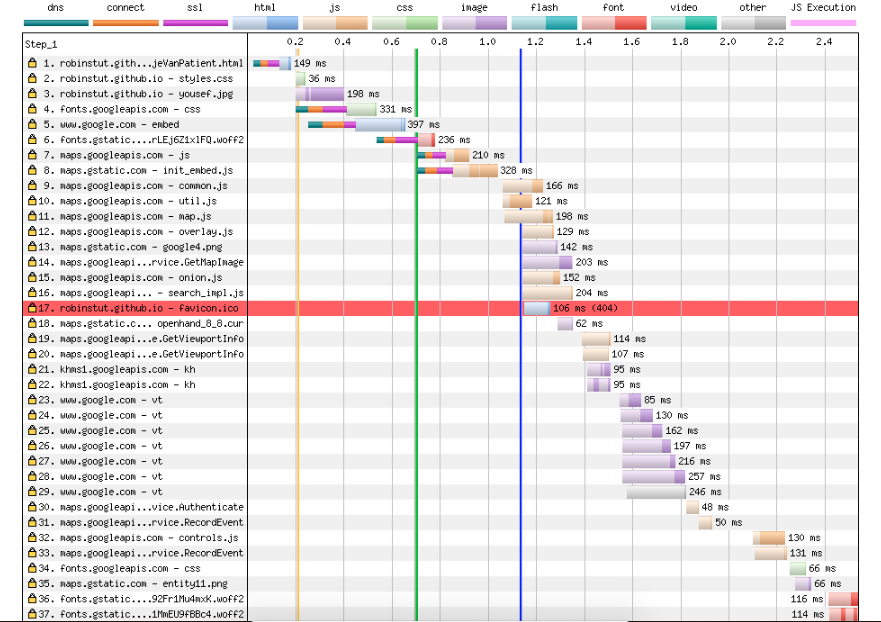 dns connect ssl html js css image flash font video other JS Execution
Step_1 0.2 0.4 0.6 0.8 1.0 1.2 1.4 1.6 1.8 2.0 2.2 2.4
1. robinstut.gith...jeVanPatient.html 149 ms
2. robinstut.github.io - styles.css 36 ms
3. robinstut.github.io - yousef.jpg 198 ms
4. fonts.googleapis.com - css 331 ms
5. www.google.com - embed 397 ms
6. fonts.gstatic....rLEj6Z1xlFQ.woff2 236 ms
7. maps.googleapis.com - js 210 ms
8. maps.gstatic.com - init_embed.js 328 ms
9. maps.googleapis.com - common.js 166 ms
10. maps.googleapis.com - util.js 121 ms
11. maps.googleapis.com - map.js 198 ms
12. maps.googleapis.com - overlay.js 129 ms
13. maps.gstatic.com - google4.png 142 ms
14. maps.googleapi...rvice.GetMapImage 203 ms
15. maps.googleapis.com - onion.js 152 ms
16. maps.googleapi... - search_impl.js 204 ms
17. robinstut.github.io - favicon.ico 106 ms (404)
18. maps.gstatic.c... openhand_8_8.cur 62 ms
19. maps.googleapi...e.GetViewportInfo 114 ms
20. maps.googleapi...e.GetViewportInfo 107 ms
21. khms1.googleapis.com - kh 95 ms
22. khms1.googleapis.com - kh 95 ms
23. www.google.com - vt 85 ms
24. www.google.com - vt 130 ms
25. www.google.com - vt 162 ms
26. www.google.com - vt 197 ms
27. www.google.com - vt 216 ms
28. www.google.com - vt 257 ms
29. www.google.com - vt 246 ms
30. maps.googleapi...vice.Authenticate 48 ms
31. maps.googleapi...rvice.RecordEvent 50 ms
32. maps.googleapis.com - controls.js 130 ms
33. maps.googleapi...rvice.RecordEvent 131 ms
34. fonts.googleapis.com - css 66 ms
35. maps.gstatic.com - entity11.png 66 ms
36. fonts.gstatic....92Fr1Mu4mxK.woff2 116 ms
37. fonts.gstatic....1MmEU9fBBc4.woff2 114 ms